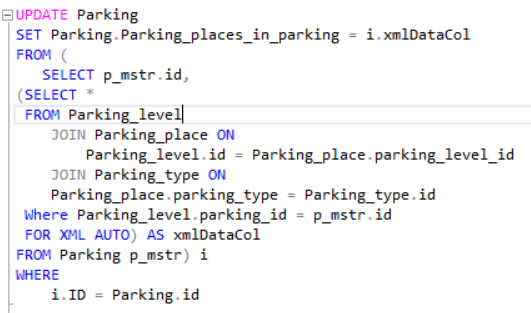 UPDATE Parking
SET Parking.Parking_places_in_parking = i.xmlDataCol
FROM (
SELECT p_mstr.id,
(SELECT *
FROM Parking_level
JOIN Parking_place ON
Parking_level.id = Parking_place.parking_level_id
JOIN Parking_type ON
Parking_place.parking_type = Parking_type.id
Where Parking_level.parking_id = p_mstr.id
FOR XML AUTO) AS xmlDataCol
FROM Parking p_mstr) i
WHERE
i.ID = Parking.id